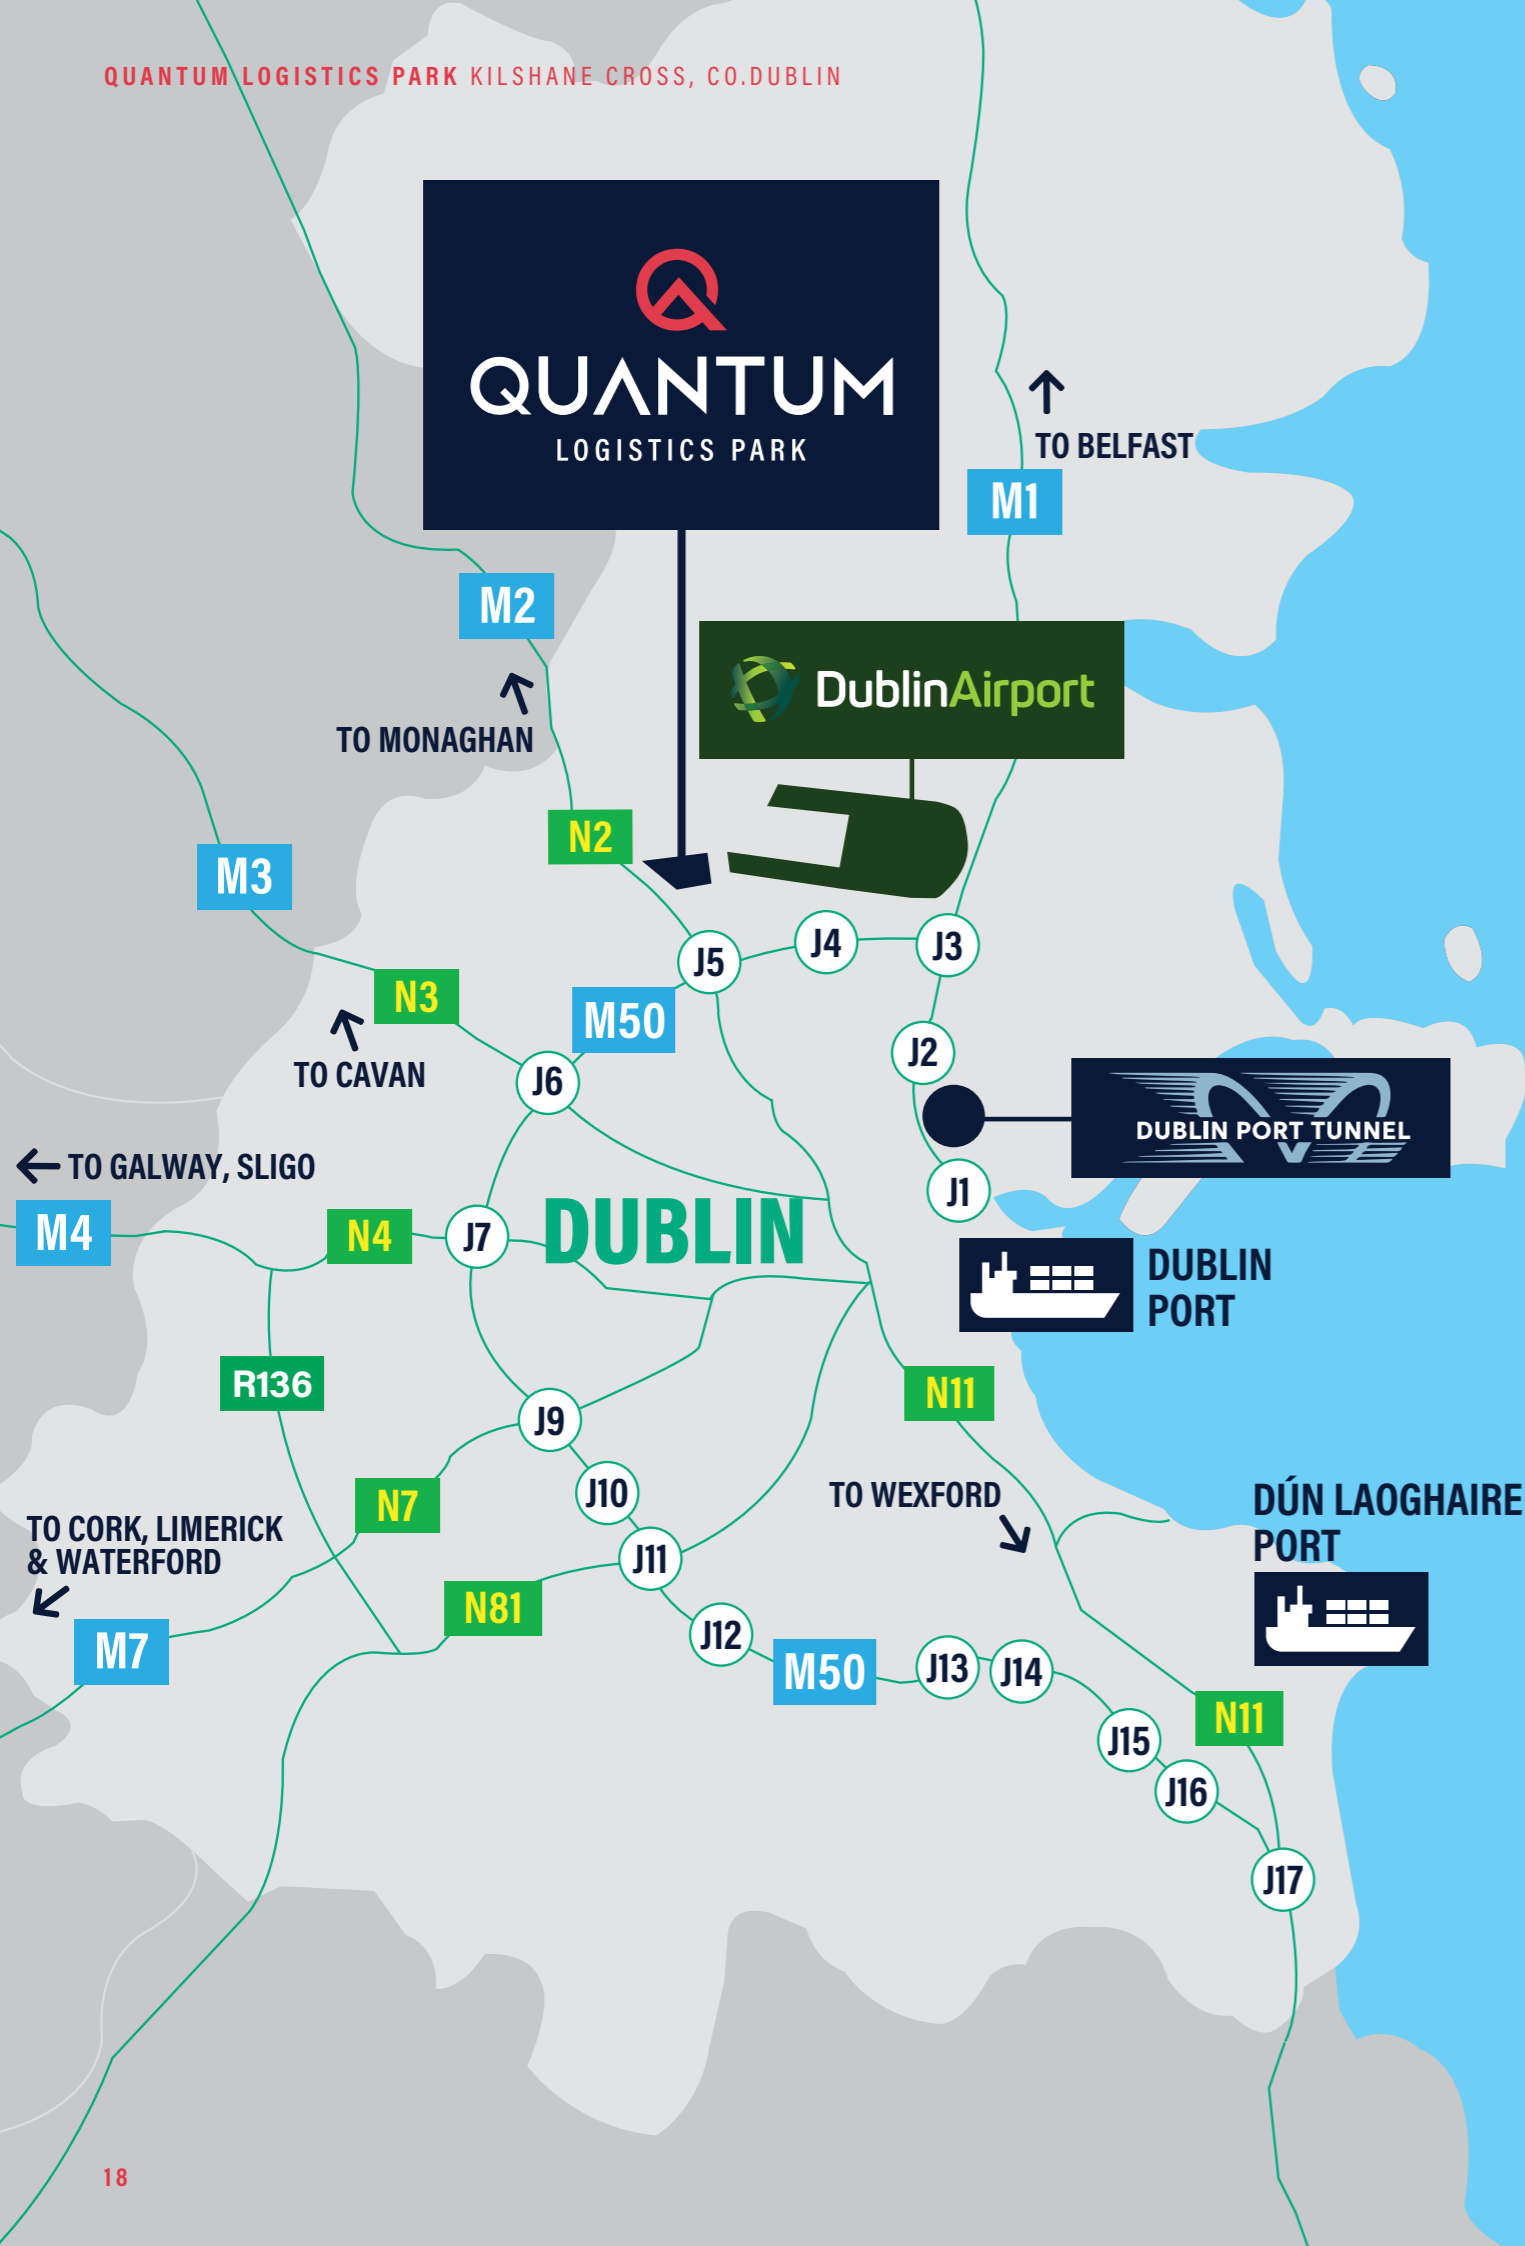 QUANTUM LOGISTICS PARK KILSHANE CROSS, CO.DUBLIN
QUANTUM
LOGISTICS PARK
TO BELFAST
M1
M2
DublinAirport
TO MONAGHAN
N2
M3
J4
J3
J5
N3
M50
J2
TO CAVAN
J6
DUBLIN PORT TUNNEL
TO GALWAY, SLIGO
J1
M4
N4
J7
DUBLIN
DUBLIN
PORT
R136
N11
J9
J10
N7
TO WEXFORD
DÚN LAOGHAIRE
PORT
TO CORK, LIMERICK
& WATERFORD
J11
N81
J12
M7
M50
J13
J14
N11
J15
J16
J17
18